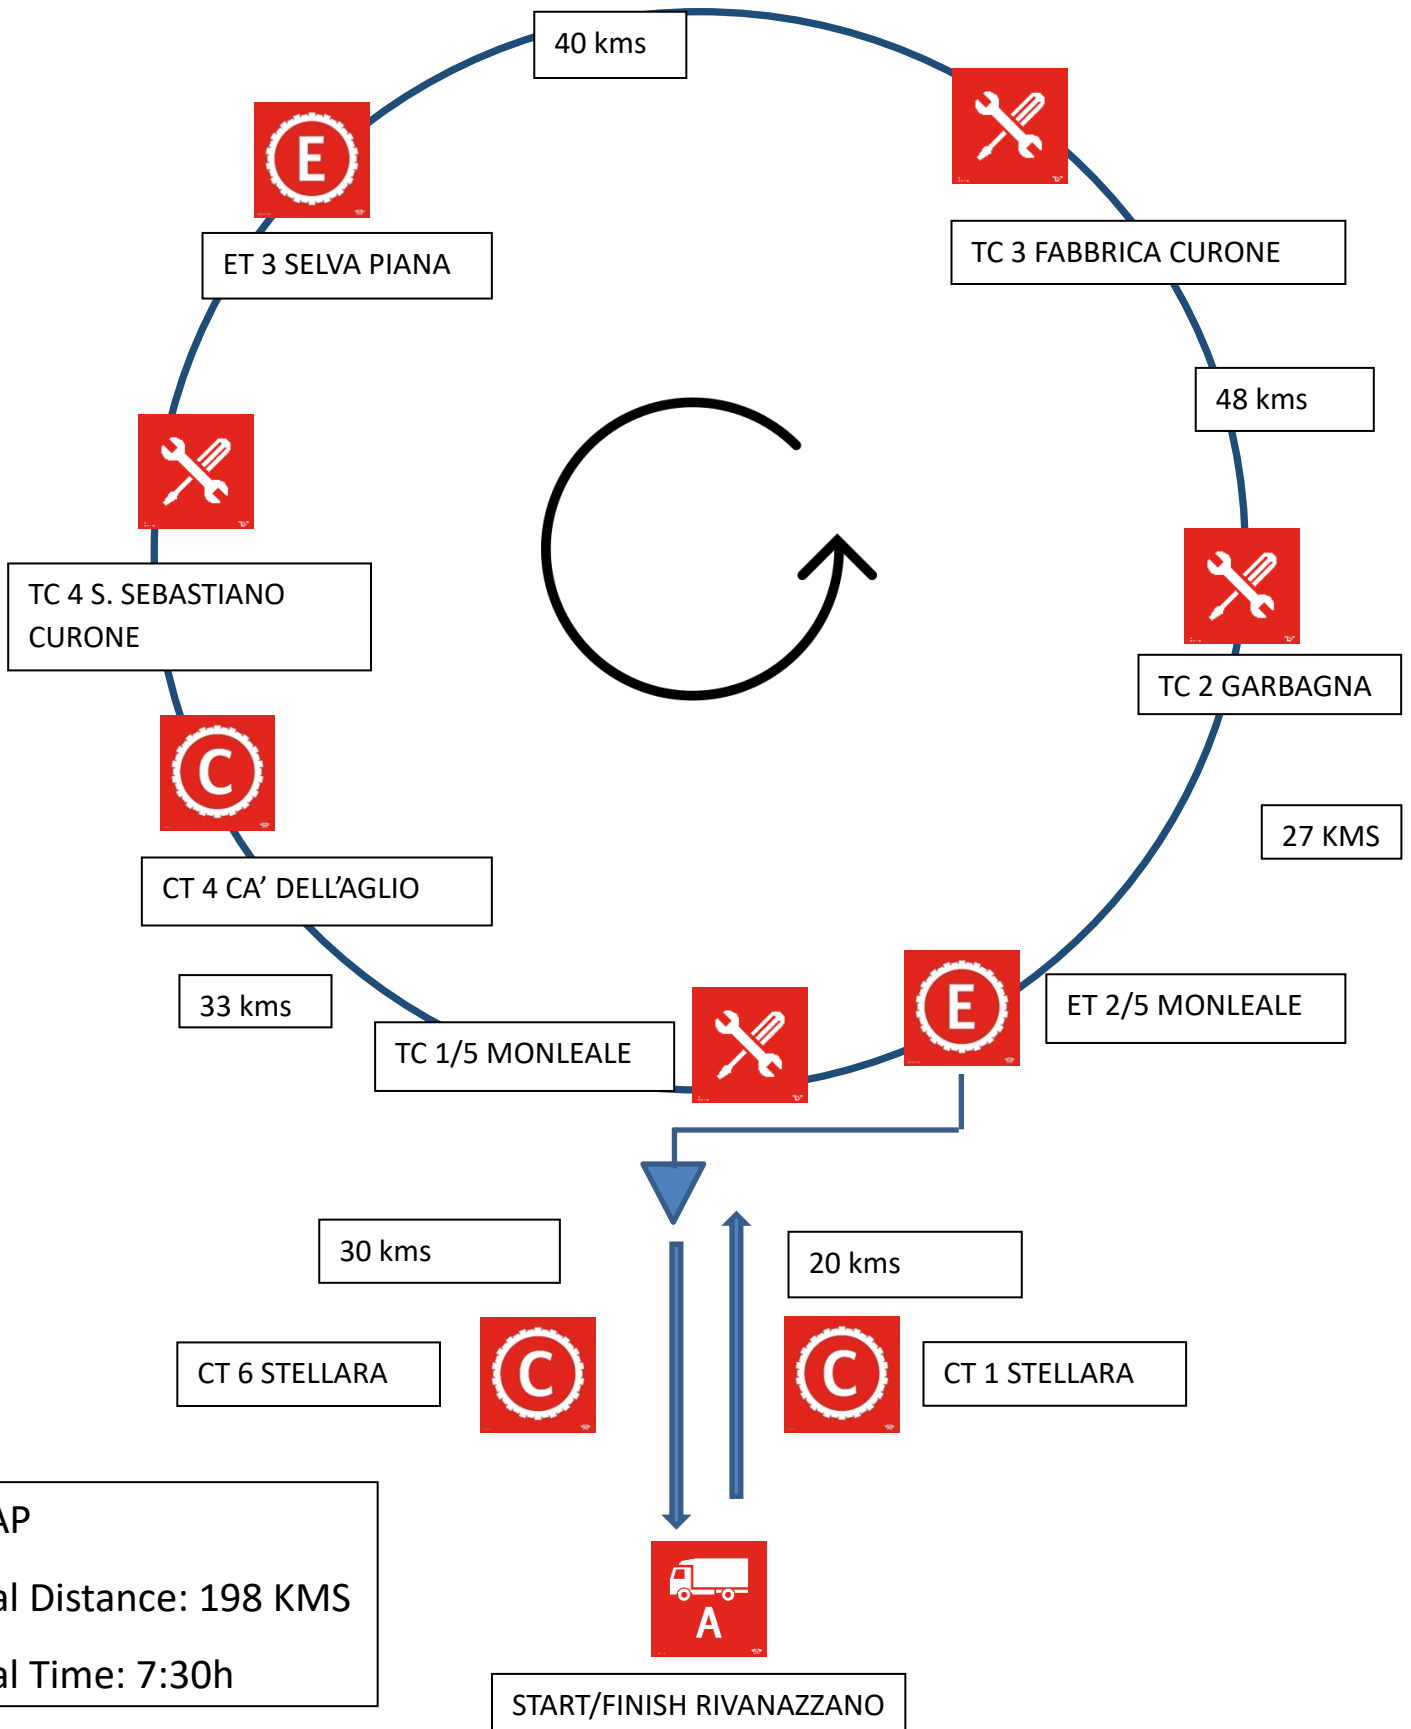 40 kms
E
ET 3 SELVA PIANA
TC 3 FABBRICA CURONE
48 kms
TC 4 S. SEBASTIANO
CURONE
TC 2 GARBAGNA
C
27 KMS
CT 4 CA’ DELL’AGLIO
E
33 kms
ET 2/5 MONLEALE
TC 1/5 MONLEALE
30 kms
20 kms
CT 6 STELLARA
C
C
CT 1 STELLARA
AP
al Distance: 198 KMS
al Time: 7:30h
A
START/FINISH RIVANAZZANO